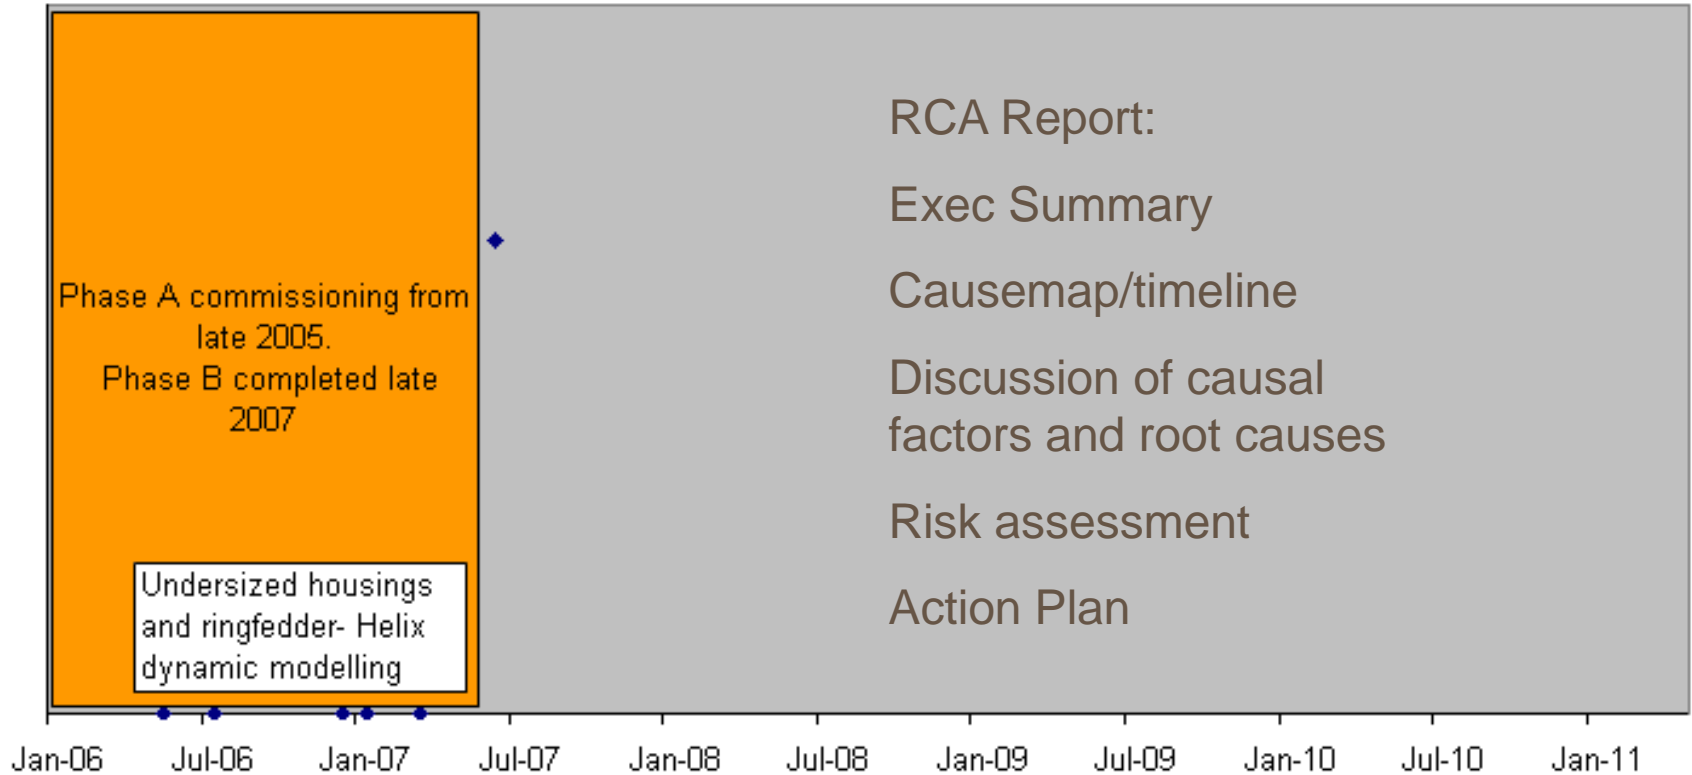 Phase A commissioning from
late 2005.
Phase B completed late
2007
Undersized housings
and ringfedder- Helix
dynamic modelling
RCA Report:
Exec Summary
Causemap/timeline
Discussion of causal
factors and root causes
Risk assessment
Action Plan
Jan-06 Jul-06 Jan-07 Jul-07 Jan-08 Jul-08 Jan-09 Jul-09 Jan-10 Jul-10 Jan-11